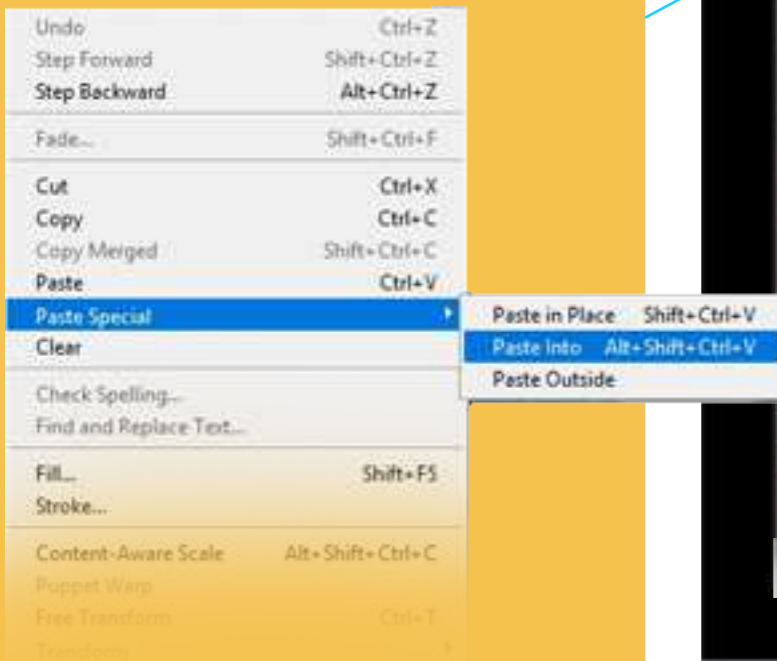 Undo Ctrl+Z
Step Forward Shift+Ctrl+Z
Step Backward Alt+Ctrl+Z
Fade... Shift+Ctrl+F
Cut Ctrl+X
Copy Ctrl+C
Copy Merged Shift+Ctrl+C
Paste Ctrl+V
Paste Special
Paste in Place Shift+Ctrl+V
Paste Into Alt+Shift+Ctrl+V
Paste Outside
Clear
Check Spelling...
Find and Replace Text...
Fill... Shift+F5
Stroke...
Content-Aware Scale Alt+Shift+Ctrl+C
Puppet Warp
Free Transform Ctrl+T
Transform